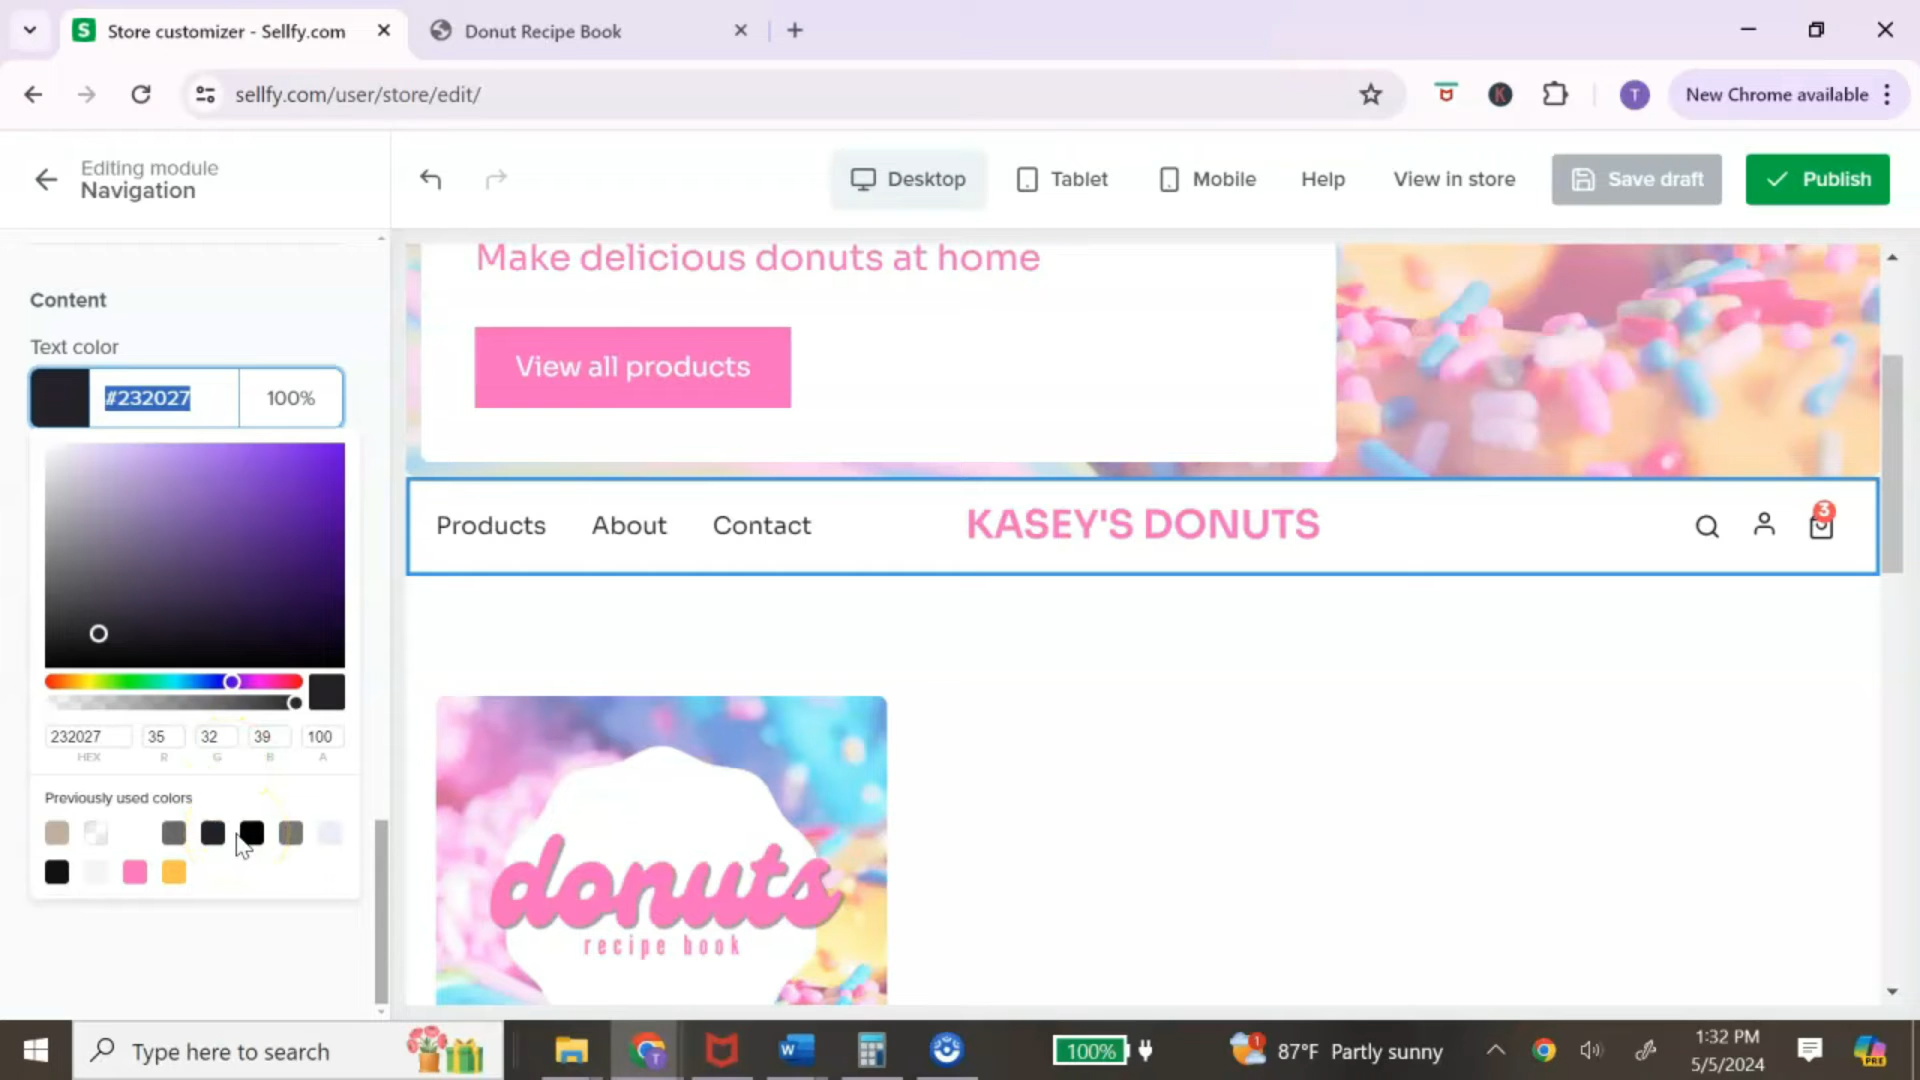 Store customizer - Sellfy.com
Donut Recipe Book
sellfy.com/user/store/edit/
K
T
New Chrome available
Editing module
Navigation
Desktop
Tablet
Mobile
Help
View in store
Save draft
Publish
Content
Text color
#232027
100%
232027
35
32
39
100
HEX
R
G
B
A
Previously used colors
Make delicious donuts at home
View all products
Products
About
Contact
KASEY'S DONUTS
3
donuts
recipe book
Type here to search
T
W
100%
1
87°F Partly sunny
1:32 PM
5/5/2024
PRE